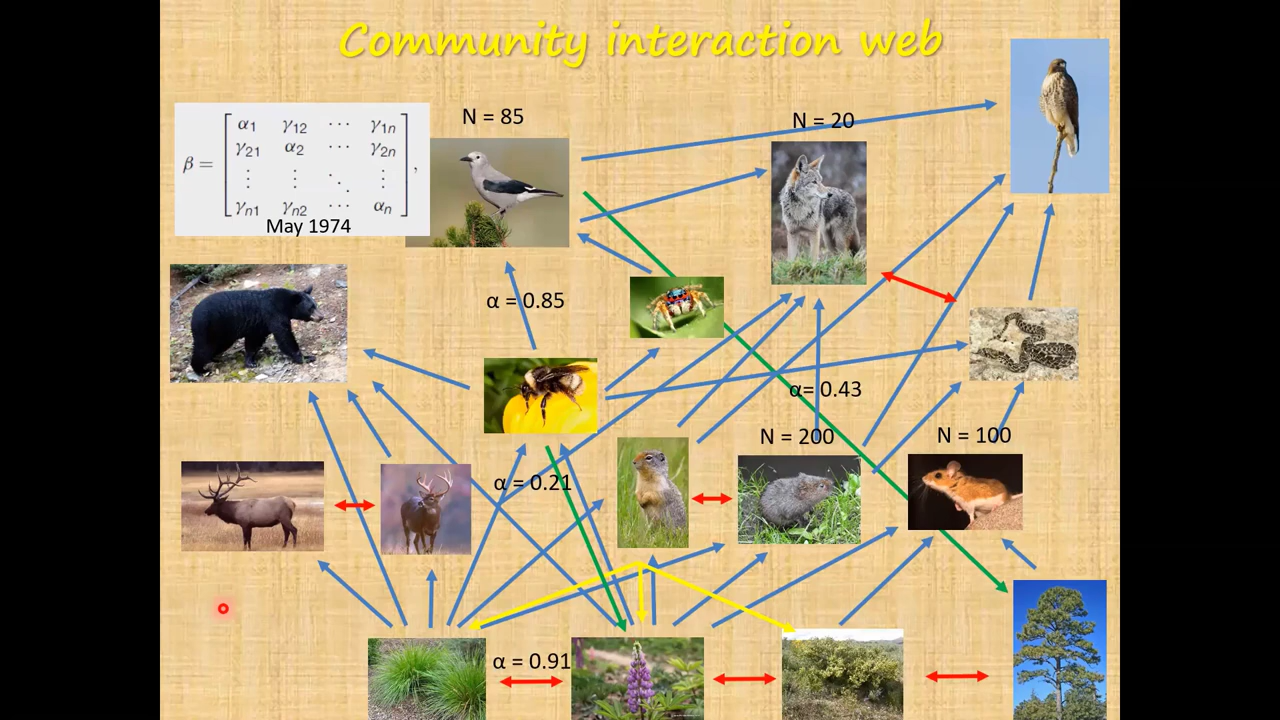 Community interaction web
β = [ α1 γ12 ⋯ γ1n
γ21 α2 ⋯ γ2n
⋮ ⋮ ⋱ ⋮
γn1 γn2 ⋯ αn ],
May 1974
N = 85
N = 20
α = 0.85
α= 0.43
N = 200
N = 100
α = 0.21
α = 0.91